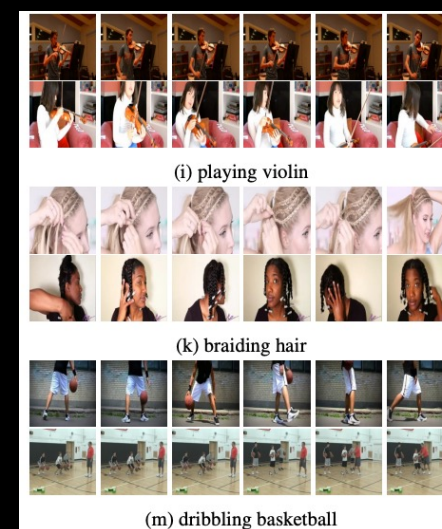 (i) playing violin
(k) braiding hair
(m) dribbling basketball